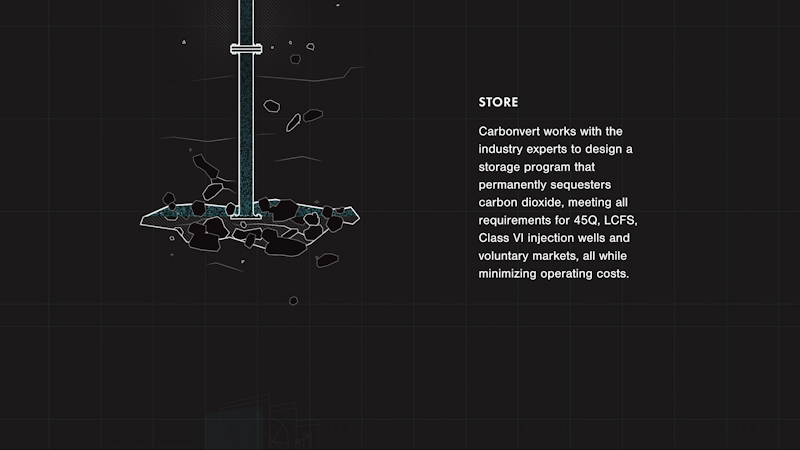 STORE
Carbonvert works with the
industry experts to design a
storage program that
permanently sequesters
carbon dioxide, meeting all
requirements for 45Q, LCFS,
Class VI injection wells and
voluntary markets, all while
minimizing operating costs.